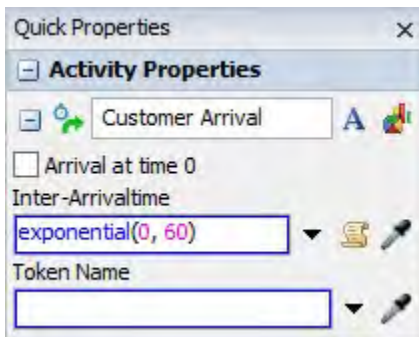 Quick Properties
Activity Properties
Customer Arrival
Arrival at time 0
Inter-Arrivaltime
exponential(0, 60)
Token Name